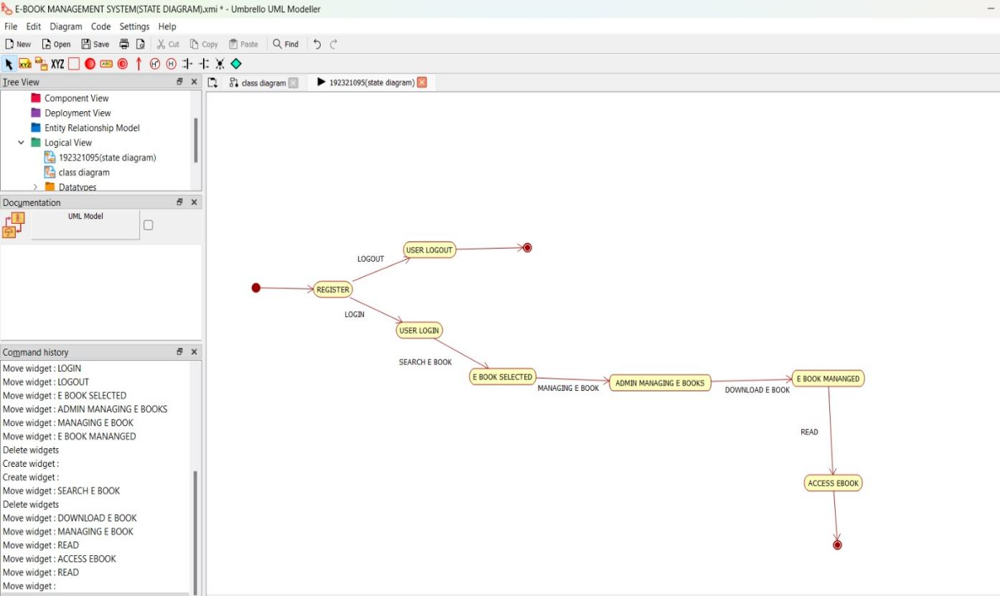 E-BOOK MANAGEMENT SYSTEM(STATE DIAGRAM).xmi * - Umbrello UML Modeller
File Edit Diagram Code Settings Help
New Open Save Cut Copy Paste Find
XYZ XYZ ABC H* H
Tree View
class diagram
192321095(state diagram)
Component View
Deployment View
Entity Relationship Model
Logical View
192321095(state diagram)
class diagram
Datatypes
Documentation
UML Model
Command history
Move widget : LOGIN
Move widget : LOGOUT
Move widget : E BOOK SELECTED
Move widget : ADMIN MANAGING E BOOKS
Move widget : MANAGING E BOOK
Move widget : E BOOK MANANGED
Delete widgets
Create widget :
Create widget :
Move widget : SEARCH E BOOK
Delete widgets
Move widget : DOWNLOAD E BOOK
Move widget : MANAGING E BOOK
Move widget : READ
Move widget : ACCESS EBOOK
Move widget : READ
Move widget :
USER LOGOUT
LOGOUT
REGISTER
LOGIN
USER LOGIN
SEARCH E BOOK
E BOOK SELECTED
MANAGING E BOOK
ADMIN MANAGING E BOOKS
DOWNLOAD E BOOK
E BOOK MANANGED
READ
ACCESS EBOOK